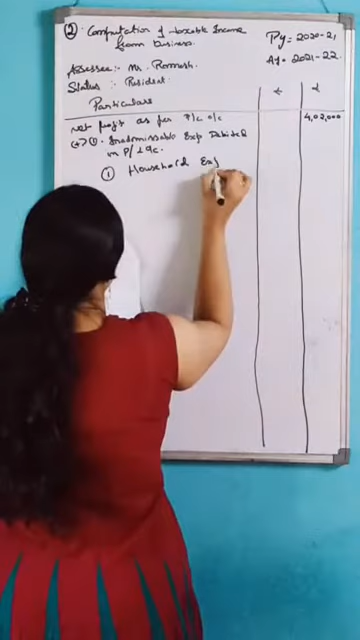 ② Computation of taxable Income from Business.
PY = 2020-21
AY = 2021-22
Assessee :- Mr. Ramesh.
Status :- Resident.
Particulars ₹ ₹
Net profit as per P/L a/c 4,02,000
(+) ① Inadmissable Exp Debited
in P/L a/c.
① Household Exp